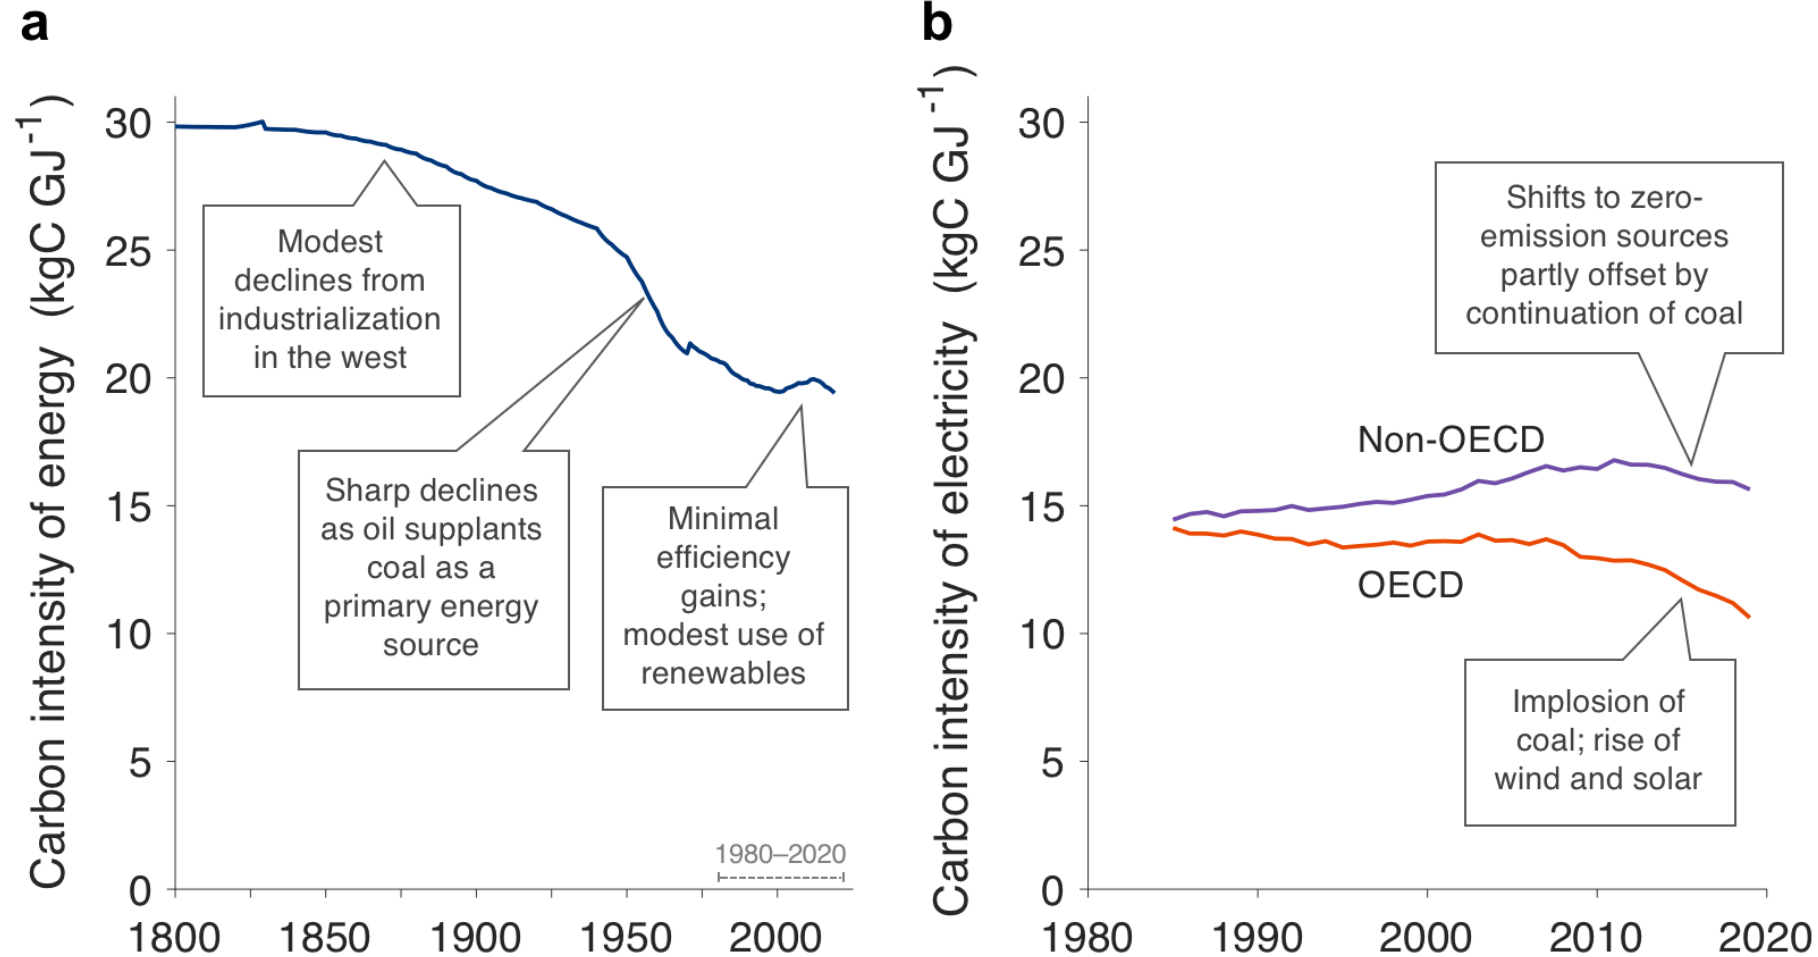 a
Carbon intensity of energy (kgC GJ⁻¹)
30
25
20
15
10
5
0
1800
1850
1900
1950
2000
Modest
declines from
industrialization
in the west
Sharp declines
as oil supplants
coal as a
primary energy
source
Minimal
efficiency
gains;
modest use of
renewables
1980–2020
b
Carbon intensity of electricity (kgC GJ⁻¹)
30
25
20
15
10
5
0
1980
1990
2000
2010
2020
Shifts to zero-
emission sources
partly offset by
continuation of coal
Non-OECD
OECD
Implosion of
coal; rise of
wind and solar